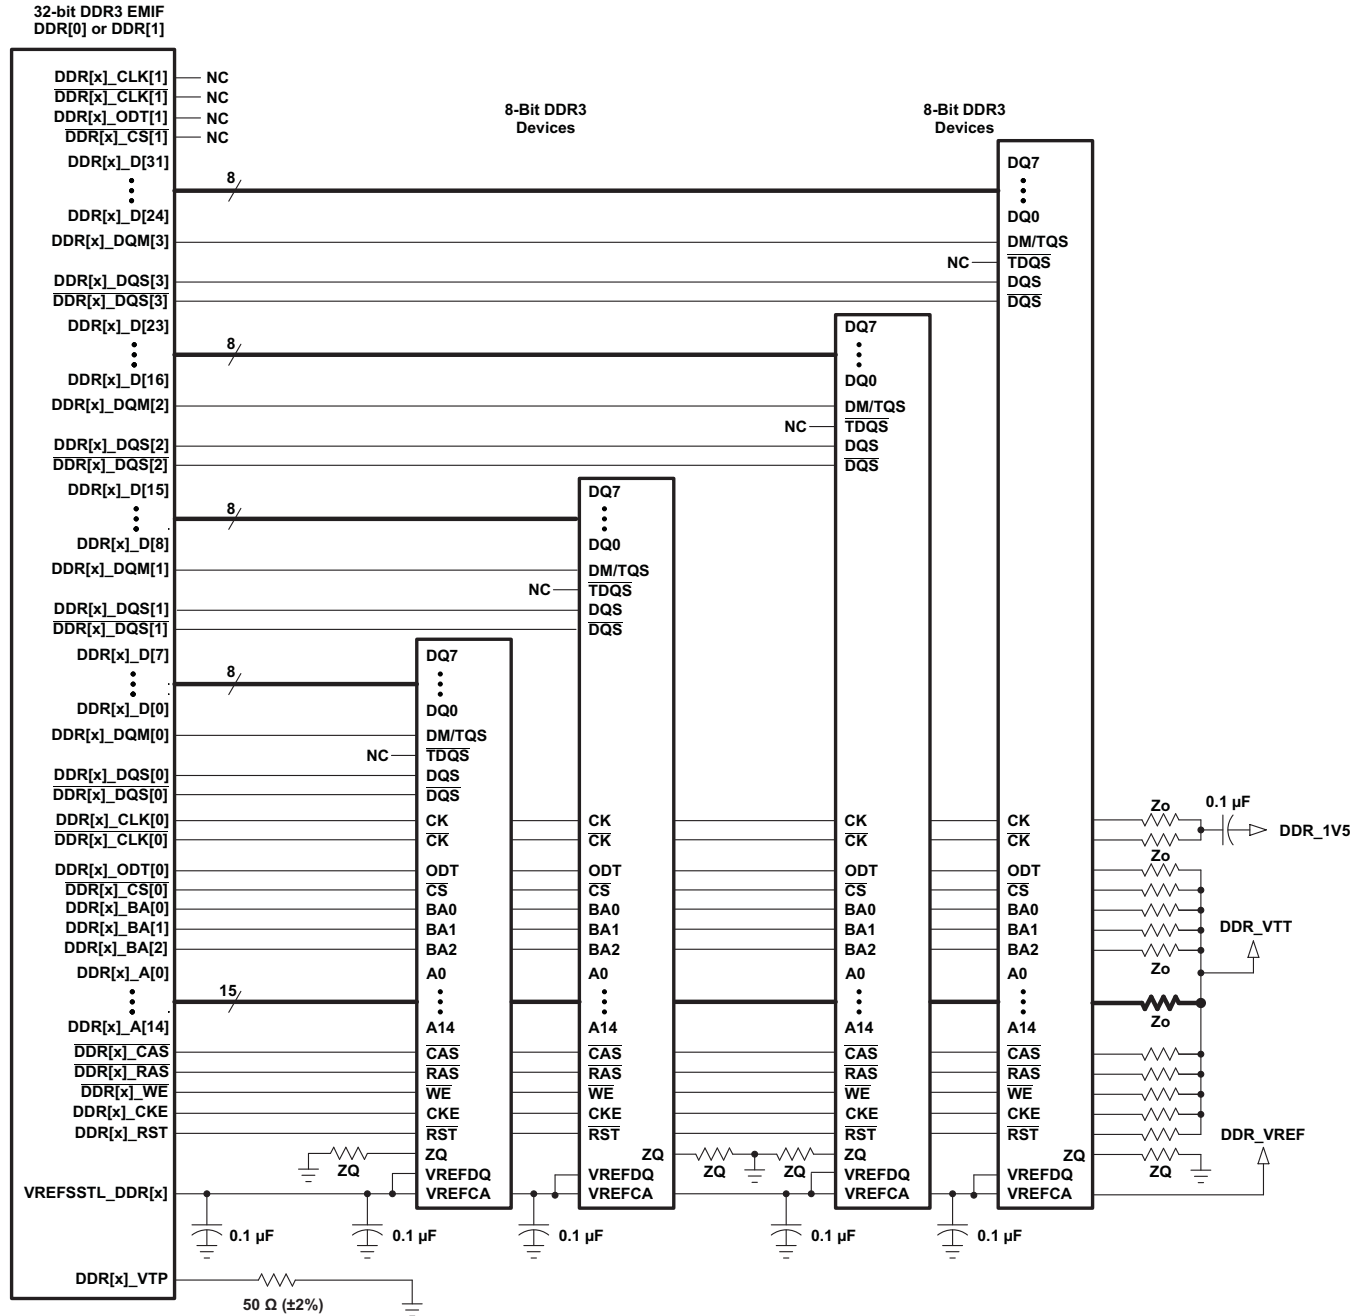 32-bit DDR3 EMIF
DDR[0] or DDR[1]
DDR[x]_CLK[1] NC
DDR[x]_CLK[1] NC
DDR[x]_ODT[1] NC
DDR[x]_CS[1] NC
8-Bit DDR3
Devices
8-Bit DDR3
Devices
DDR[x]_D[31] DQ7
8
DDR[x]_D[24] DQ0
DDR[x]_DQM[3] DM/TQS
NC TDQS
DDR[x]_DQS[3] DQS
DDR[x]_DQS[3] DQS
DDR[x]_D[23] DQ7
8
DDR[x]_D[16] DQ0
DDR[x]_DQM[2] DM/TQS
NC TDQS
DDR[x]_DQS[2] DQS
DDR[x]_DQS[2] DQS
DDR[x]_D[15] DQ7
8
DDR[x]_D[8] DQ0
DDR[x]_DQM[1] DM/TQS
NC TDQS
DDR[x]_DQS[1] DQS
DDR[x]_DQS[1] DQS
DDR[x]_D[7] DQ7
8
DDR[x]_D[0] DQ0
DDR[x]_DQM[0] DM/TQS
NC TDQS
DDR[x]_DQS[0] DQS
DDR[x]_DQS[0] DQS
Zo 0.1 µF
DDR[x]_CLK[0] CK CK CK CK
DDR_1V5
DDR[x]_CLK[0] CK CK CK CK
Zo
DDR[x]_ODT[0] ODT ODT ODT ODT
DDR[x]_CS[0] CS CS CS CS
DDR[x]_BA[0] BA0 BA0 BA0 BA0
DDR[x]_BA[1] BA1 BA1 BA1 BA1 DDR_VTT
DDR[x]_BA[2] BA2 BA2 BA2 BA2
Zo
DDR[x]_A[0] A0 A0 A0 A0
15
Zo
DDR[x]_A[14] A14 A14 A14 A14
DDR[x]_CAS CAS CAS CAS CAS
DDR[x]_RAS RAS RAS RAS RAS
DDR[x]_WE WE WE WE WE
DDR[x]_CKE CKE CKE CKE CKE
DDR[x]_RST RST RST RST RST DDR_VREF
ZQ ZQ ZQ ZQ
ZQ ZQ ZQ ZQ
VREFDQ VREFDQ VREFDQ VREFDQ
VREFSSTL_DDR[x] VREFCA VREFCA VREFCA VREFCA
0.1 µF 0.1 µF 0.1 µF 0.1 µF 0.1 µF
DDR[x]_VTP
50 Ω (±2%)